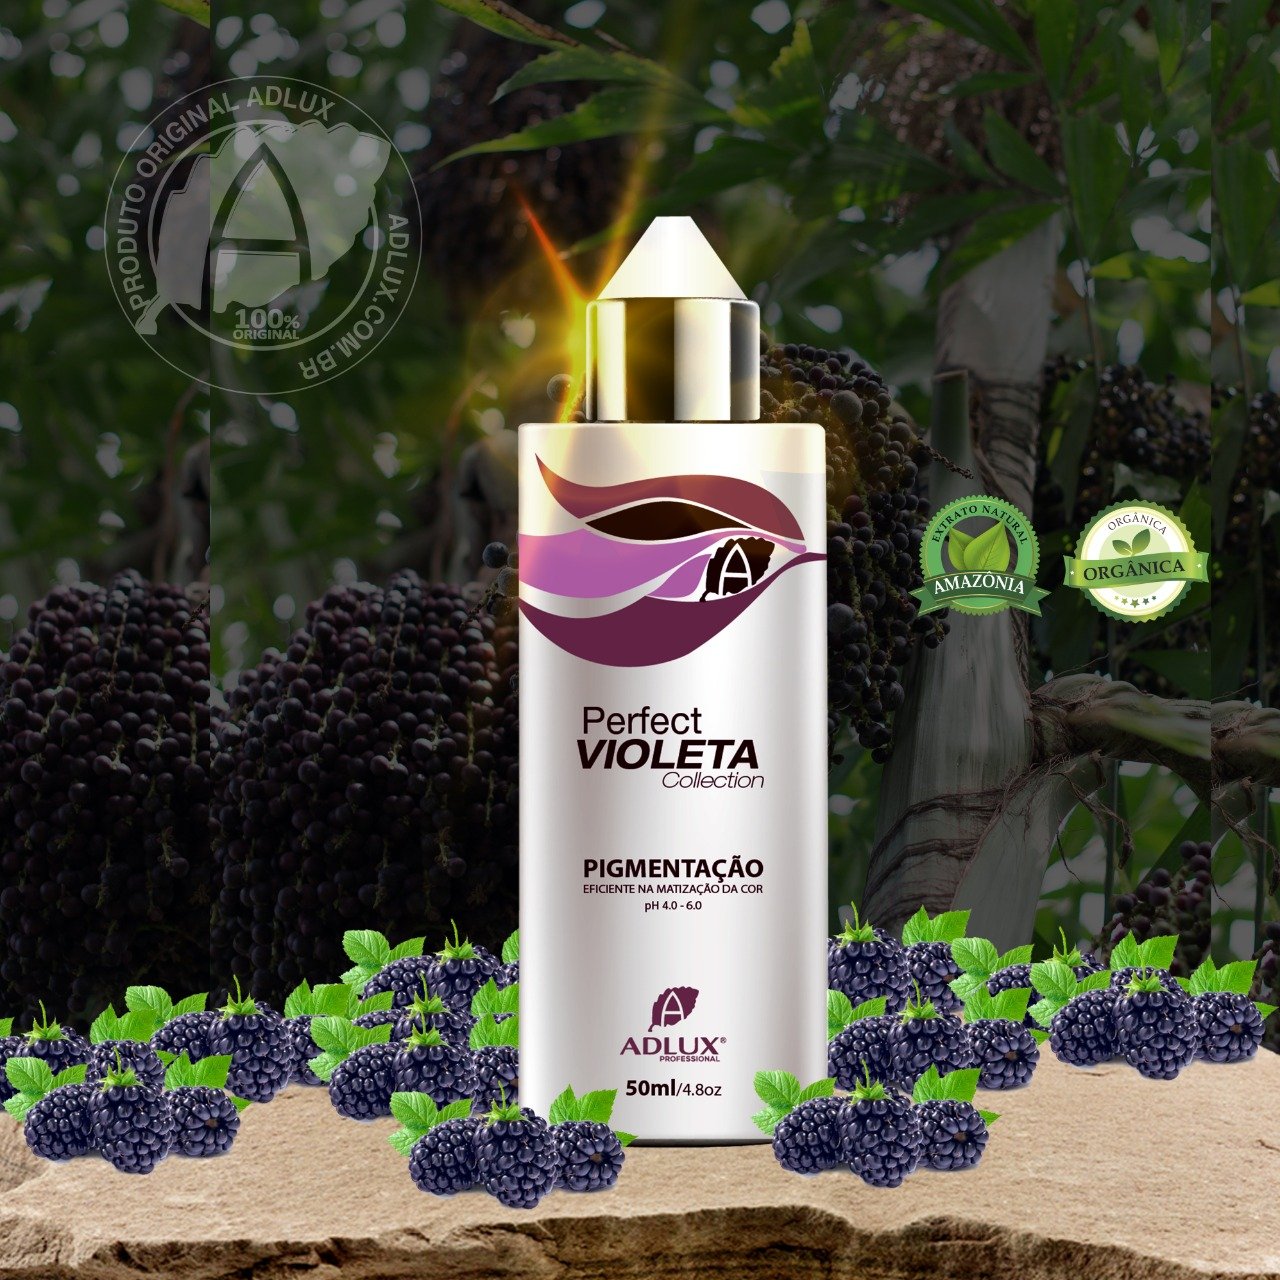 PRODUTO ORIGINAL ADLUX
ADLUX.COM.BR
A
100%
ORIGINAL
EXTRATO NATURAL
AMAZÔNIA
ORGÂNICA
ORGÂNICA
A
Perfect
VIOLETA
Collection
PIGMENTAÇÃO
EFICIENTE NA MATIZAÇÃO DA COR
pH 4.0 - 6.0
A
ADLUX®
PROFESSIONAL
50ml/4.8oz